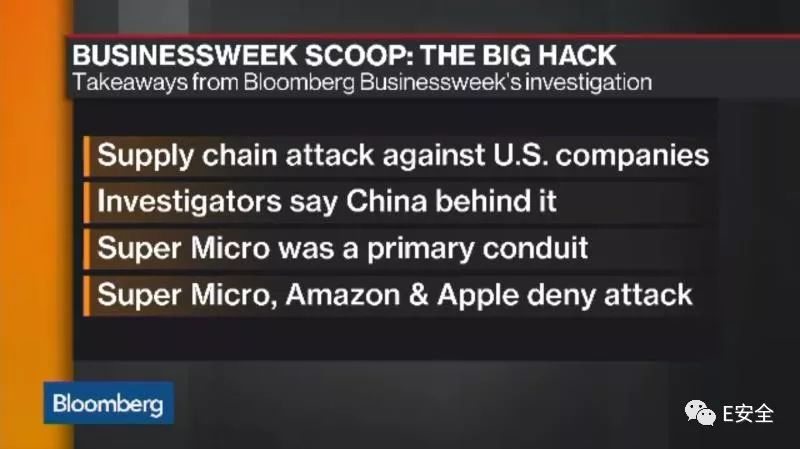 BUSINESSWEEK SCOOP: THE BIG HACK
Takeaways from Bloomberg Businessweek's investigation
Supply chain attack against U.S. companies
Investigators say China behind it
Super Micro was a primary conduit
Super Micro, Amazon & Apple deny attack
Bloomberg
E安全